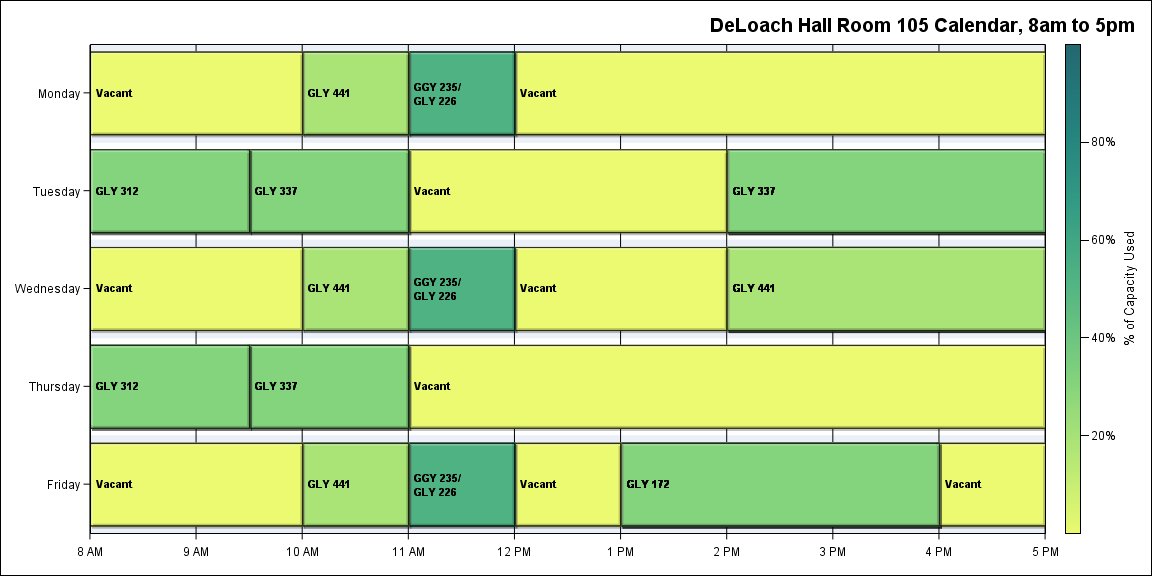 DeLoach Hall Room 105 Calendar, 8am to 5pm
Monday
Vacant
GLY 441
GGY 235/
GLY 226
Vacant
Tuesday
GLY 312
GLY 337
Vacant
GLY 337
Wednesday
Vacant
GLY 441
GGY 235/
GLY 226
Vacant
GLY 441
Thursday
GLY 312
GLY 337
Vacant
Friday
Vacant
GLY 441
GGY 235/
GLY 226
Vacant
GLY 172
Vacant
8 AM
9 AM
10 AM
11 AM
12 PM
1 PM
2 PM
3 PM
4 PM
5 PM
80%
60%
40%
20%
% of Capacity Used